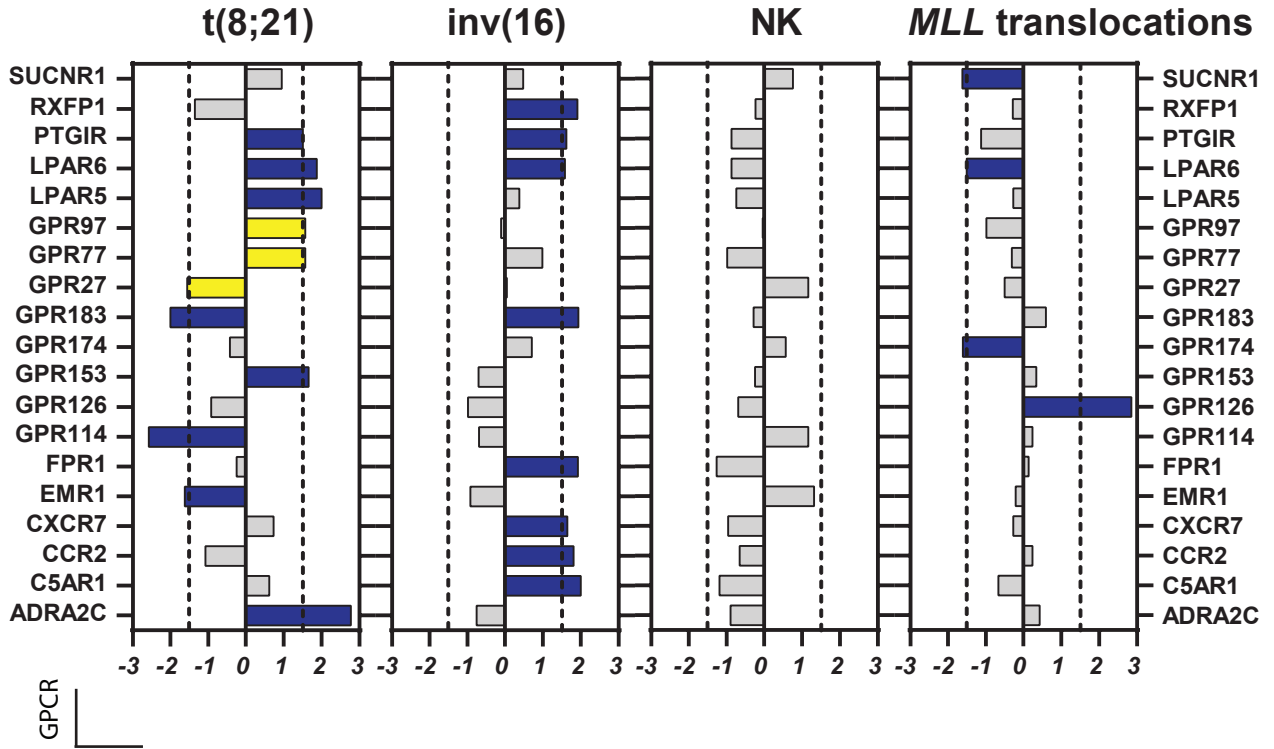 t(8;21) inv(16) NK MLL translocations
SUCNR1 SUCNR1
RXFP1 RXFP1
PTGIR PTGIR
LPAR6 LPAR6
LPAR5 LPAR5
GPR97 GPR97
GPR77 GPR77
GPR27 GPR27
GPR183 GPR183
GPR174 GPR174
GPR153 GPR153
GPR126 GPR126
GPR114 GPR114
FPR1 FPR1
EMR1 EMR1
CXCR7 CXCR7
CCR2 CCR2
C5AR1 C5AR1
ADRA2C ADRA2C
-3 -2 -1 0 1 2 3 -3 -2 -1 0 1 2 3 -3 -2 -1 0 1 2 3 -3 -2 -1 0 1 2 3
GPCR